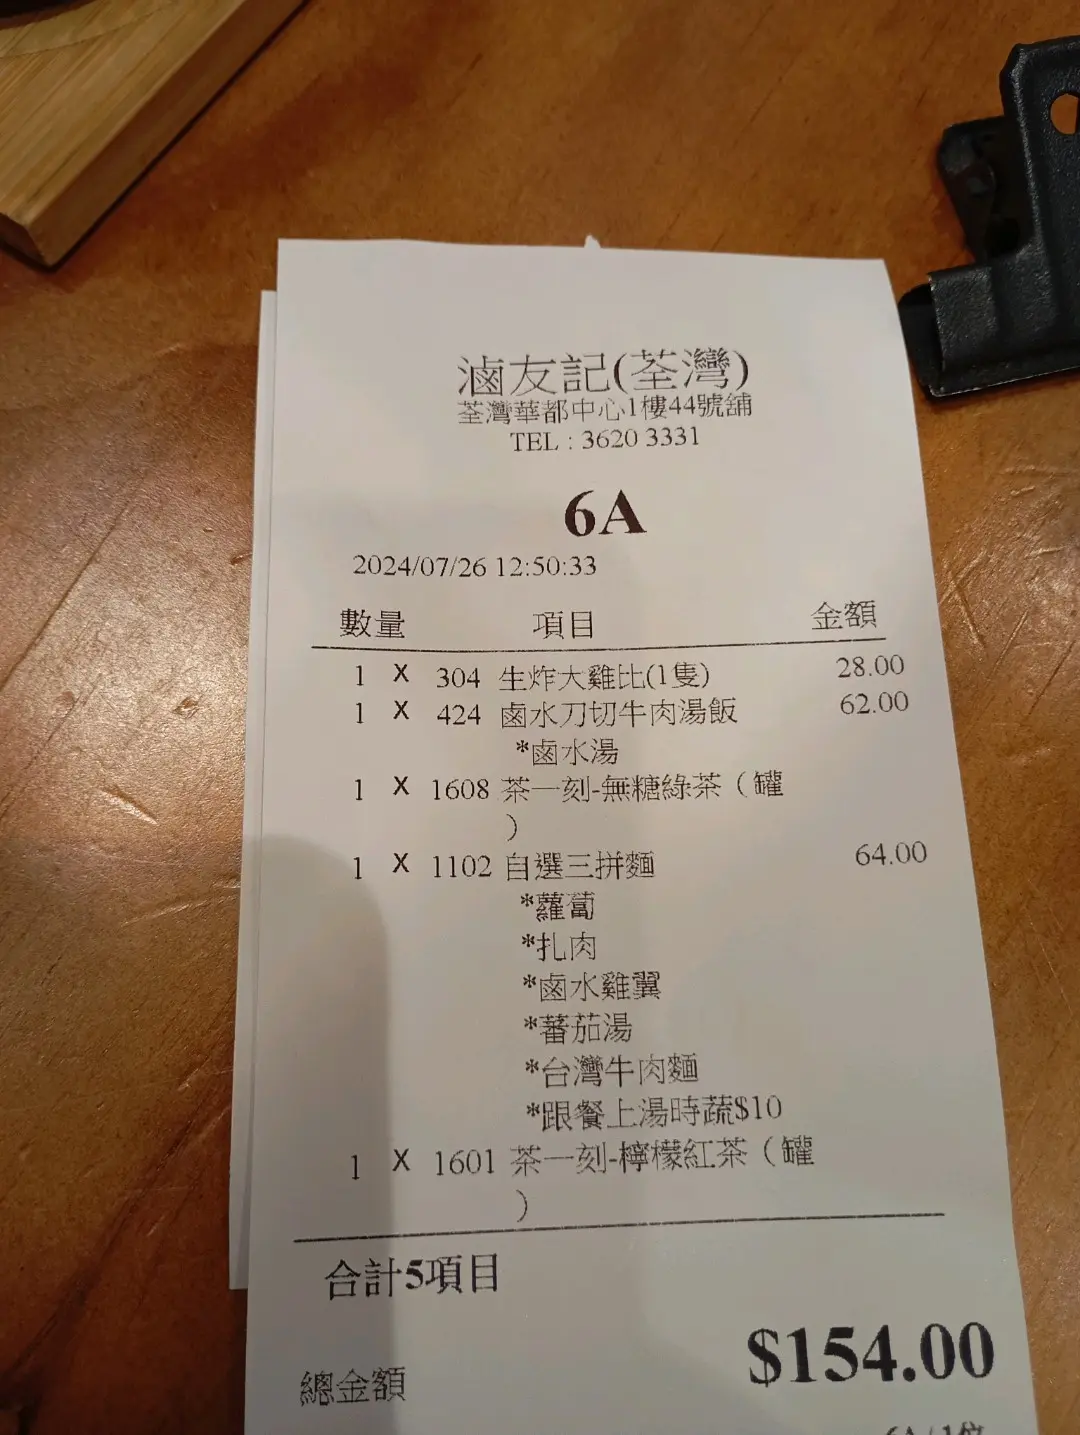 滷友記(荃灣)
荃灣華都中心1樓44號舖
TEL : 3620 3331
6A
2024/07/26 12:50:33
數量 項目 金額
1 X 304 生炸大雞比(1隻) 28.00
1 X 424 鹵水刀切牛肉湯飯 62.00
*鹵水湯
1 X 1608 茶一刻-無糖綠茶（罐
）
1 X 1102 自選三拼麵 64.00
*蘿蔔
*扎肉
*鹵水雞翼
*蕃茄湯
*台灣牛肉麵
*跟餐上湯時蔬$10
1 X 1601 茶一刻-檸檬紅茶（罐
）
合計5項目
總金額 $154.00